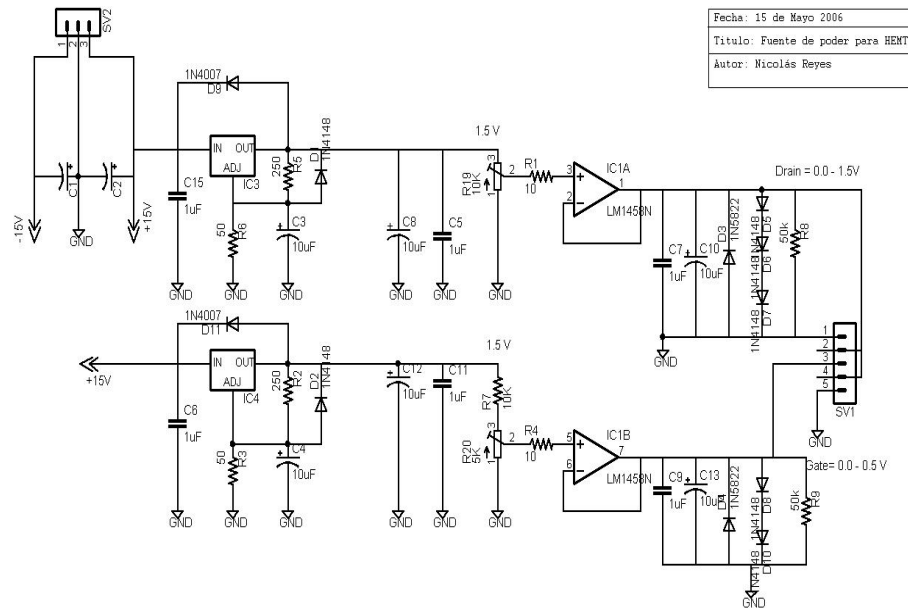 Fecha: 15 de Mayo 2006
Titulo: Fuente de poder para HEMT
Autor: Nicolás Reyes
SV2
1 2 3
C1
C2
-15V
GND
+15V
1N4007
D9
IN OUT
ADJ
IC3
C15
1uF
GND
250
R5
D1
1N4148
50
R6
GND
C3
10uF
GND
C8
10uF
GND
C5
1uF
GND
1.5 V
R19
10K
3
2
1
GND
R1
10
3
2
1
IC1A
LM1458N
Drain = 0.0 - 1.5V
C7
1uF
C10
10uF
D3
1N5822
1N4148
D5
1N4148
D6
1N4148
D7
50k
R8
GND
1
2
3
4
5
SV1
GND
+15V
1N4007
D11
IN OUT
ADJ
IC4
C6
1uF
GND
250
R2
D2
1N4148
50
R3
GND
C4
10uF
GND
C12
10uF
GND
C11
1uF
GND
1.5 V
R7
10K
R20
5K
3
2
1
GND
R4
10
5
6
7
IC1B
LM1458N
Gate= 0.0 - 0.5 V
C9
1uF
C13
10uF
D4
1N5822
1N4148
D8
1N4148
D10
50k
R9
GND